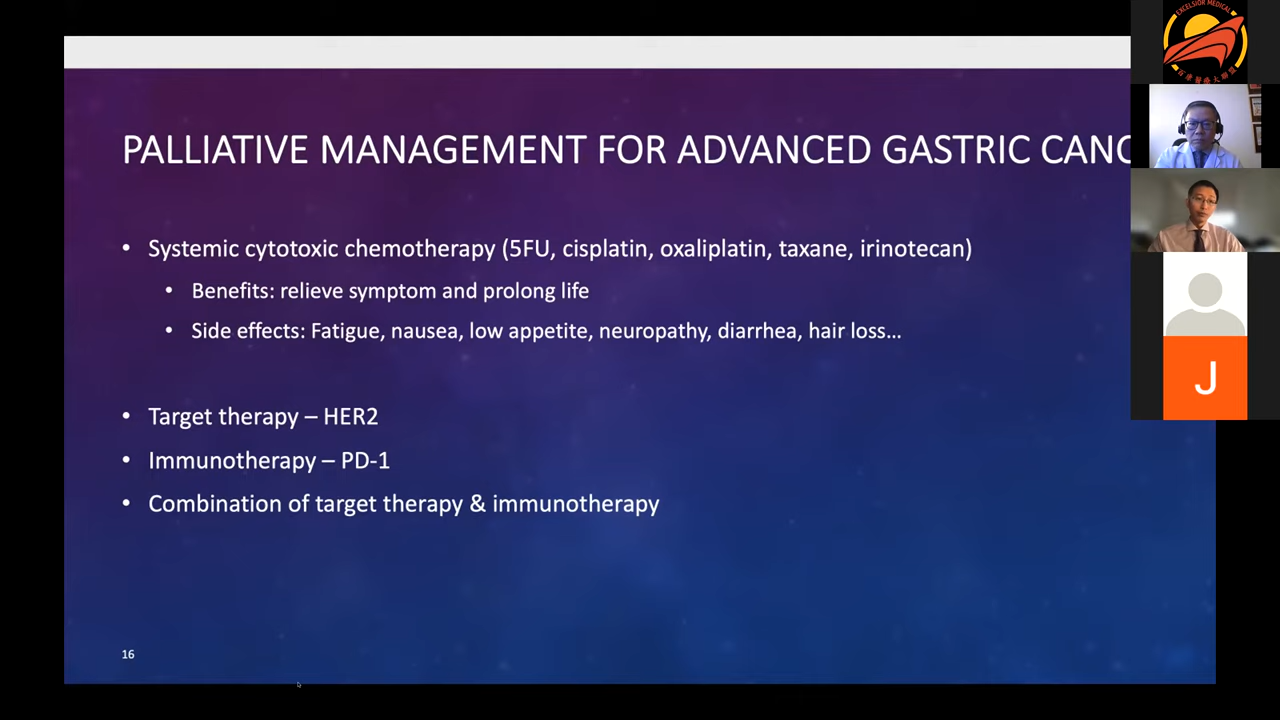 PALLIATIVE MANAGEMENT FOR ADVANCED GASTRIC CANC
• Systemic cytotoxic chemotherapy (5FU, cisplatin, oxaliplatin, taxane, irinotecan)
• Benefits: relieve symptom and prolong life
• Side effects: Fatigue, nausea, low appetite, neuropathy, diarrhea, hair loss...
• Target therapy – HER2
• Immunotherapy – PD-1
• Combination of target therapy & immunotherapy
16
EXCELSIOR MEDICAL
J